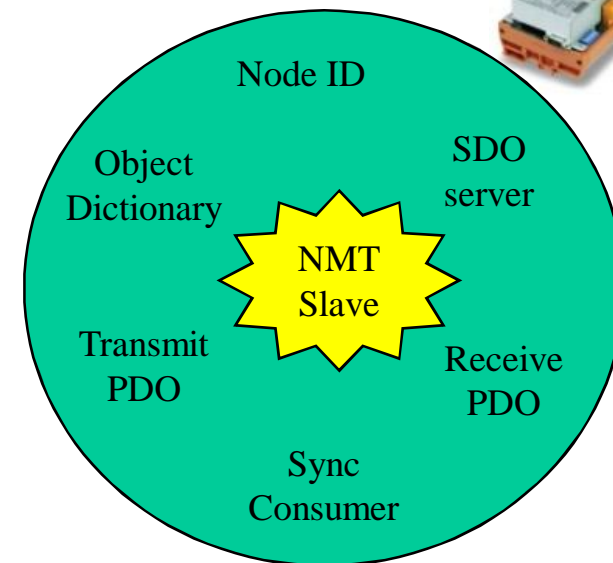 Node ID
Object
Dictionary
SDO
server
NMT
Slave
Transmit
PDO
Receive
PDO
Sync
Consumer